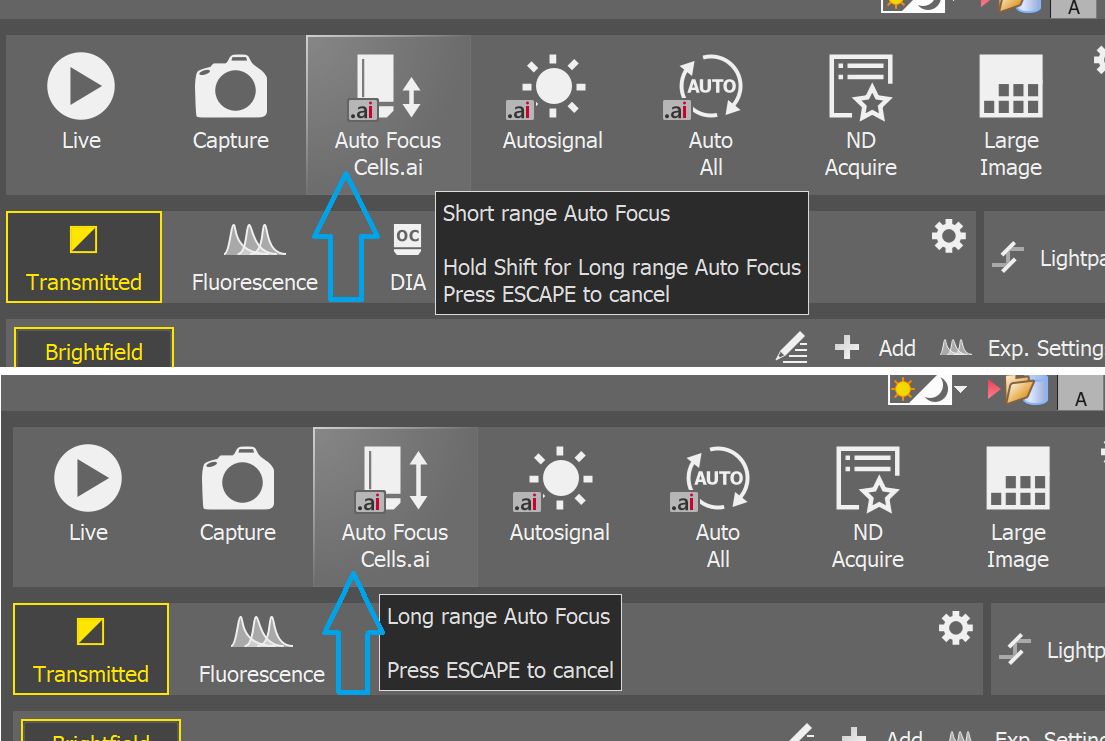 A
.ai
.ai
AUTO
.ai
Live
Capture
Auto Focus
Cells.ai
Autosignal
Auto
All
ND
Acquire
Large
Image
Short range Auto Focus
Hold Shift for Long range Auto Focus
Press ESCAPE to cancel
OC
Transmitted
Fluorescence
DIA
Lightpa
Brightfield
Add
Exp. Setting
A
.ai
.ai
AUTO
.ai
Live
Capture
Auto Focus
Cells.ai
Autosignal
Auto
All
ND
Acquire
Large
Image
Long range Auto Focus
Press ESCAPE to cancel
Transmitted
Fluorescence
Lightp
Brightfield
Add
Exp. Setting